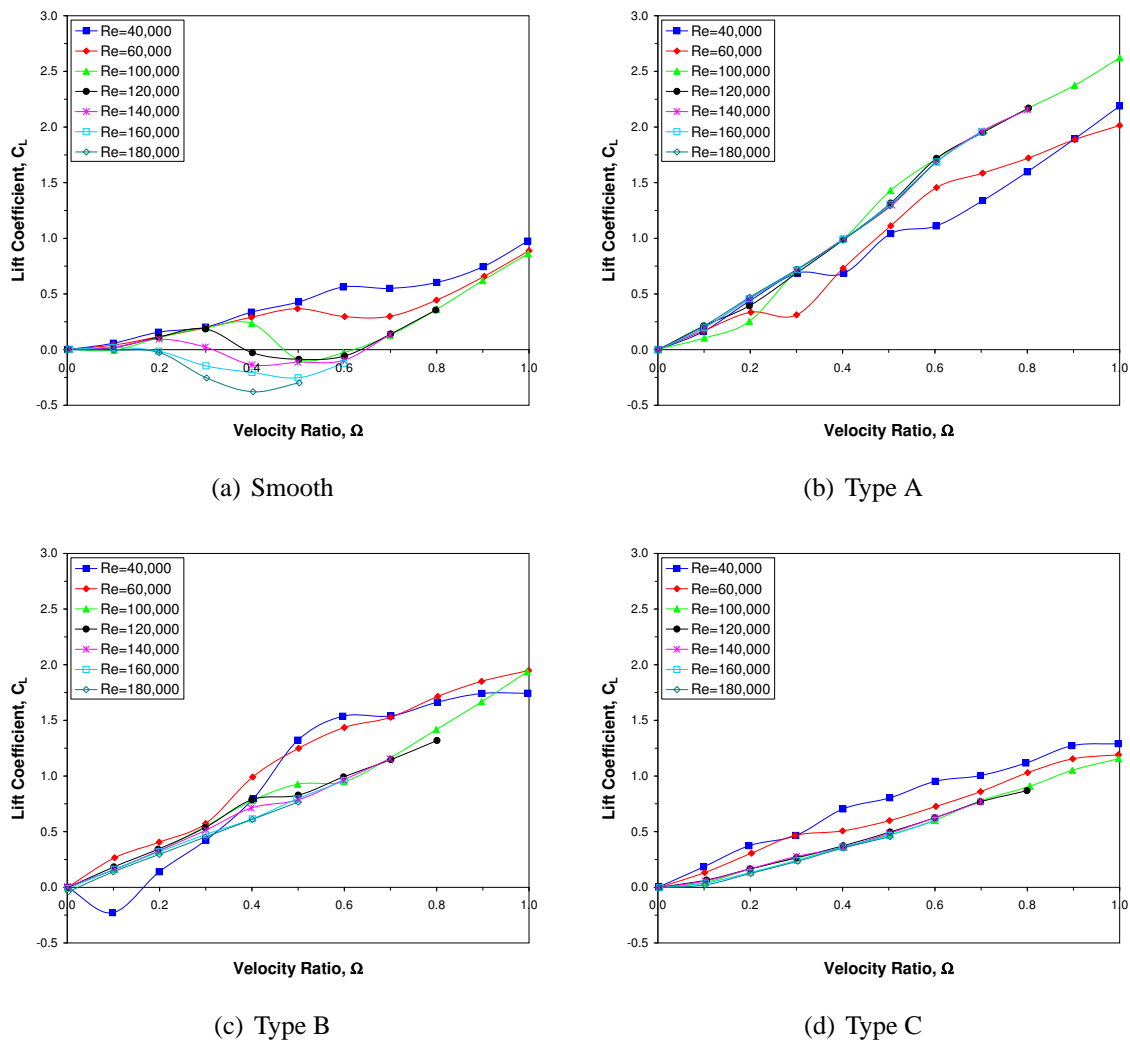 3.0
2.5
2.0
1.5
1.0
0.5
0.0
-0.5
0.0 0.2 0.4 0.6 0.8 1.0
Lift Coefficient, CL
Velocity Ratio, Ω
Re=40,000
Re=60,000
Re=100,000
Re=120,000
Re=140,000
Re=160,000
Re=180,000
(a) Smooth
3.0
2.5
2.0
1.5
1.0
0.5
0.0
-0.5
0.0 0.2 0.4 0.6 0.8 1.0
Lift Coefficient, CL
Velocity Ratio, Ω
Re=40,000
Re=60,000
Re=100,000
Re=120,000
Re=140,000
Re=160,000
Re=180,000
(b) Type A
3.0
2.5
2.0
1.5
1.0
0.5
0.0
-0.5
0.0 0.2 0.4 0.6 0.8 1.0
Lift Coefficient, CL
Velocity Ratio, Ω
Re=40,000
Re=60,000
Re=100,000
Re=120,000
Re=140,000
Re=160,000
Re=180,000
(c) Type B
3.0
2.5
2.0
1.5
1.0
0.5
0.0
-0.5
0.0 0.2 0.4 0.6 0.8 1.0
Lift Coefficient, CL
Velocity Ratio, Ω
Re=40,000
Re=60,000
Re=100,000
Re=120,000
Re=140,000
Re=160,000
Re=180,000
(d) Type C